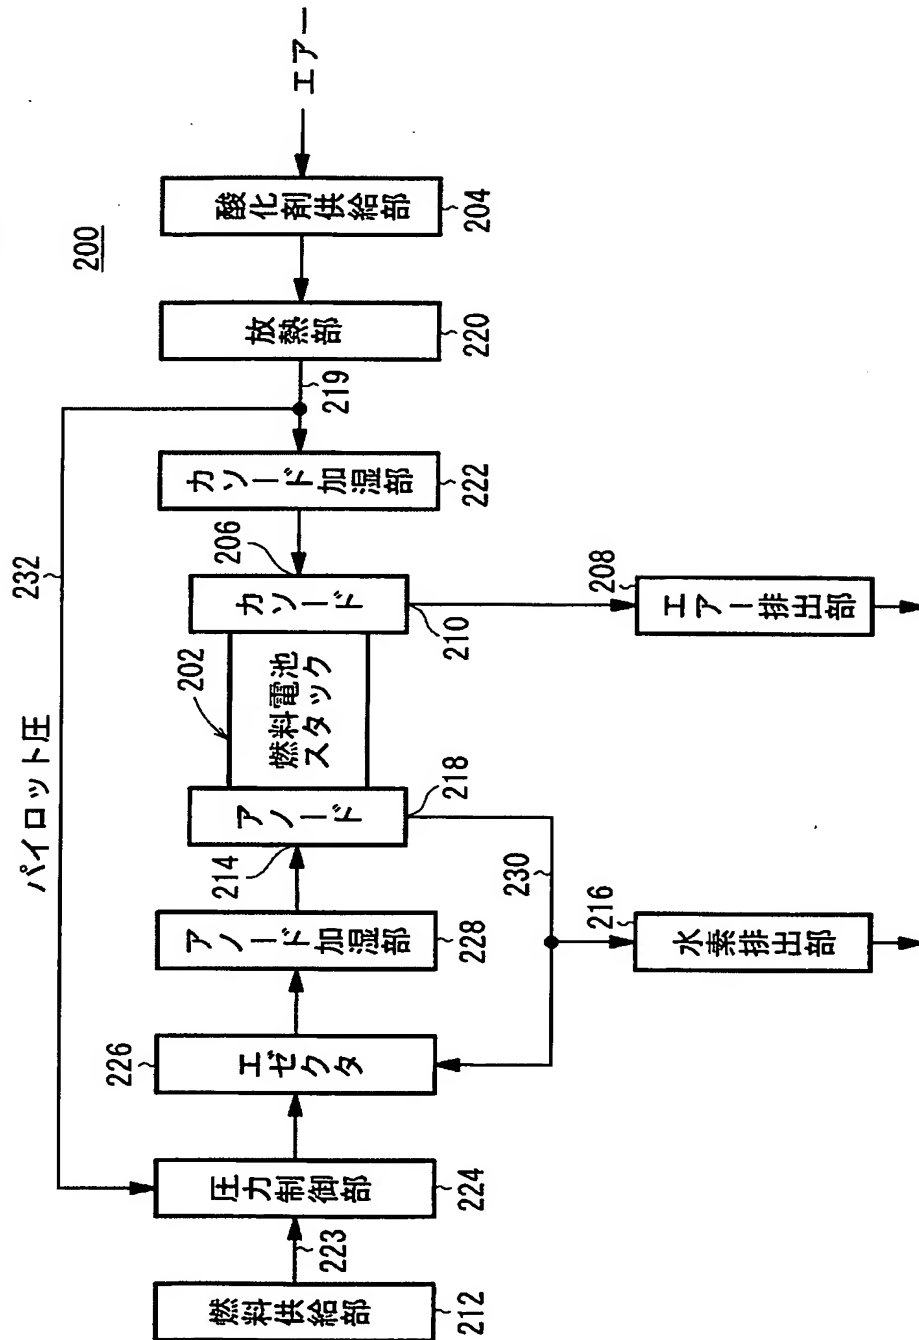 200
エアー
酸化剤供給部
204
放熱部
220
219
カソード加湿部
222
232
パイロット圧
206
カソード
210
202
燃料電池
スタック
アノード
218
214
208
エアー排出部
アノード加湿部
228
230
216
水素排出部
226
エゼクタ
圧力制御部
224
223
燃料供給部
212